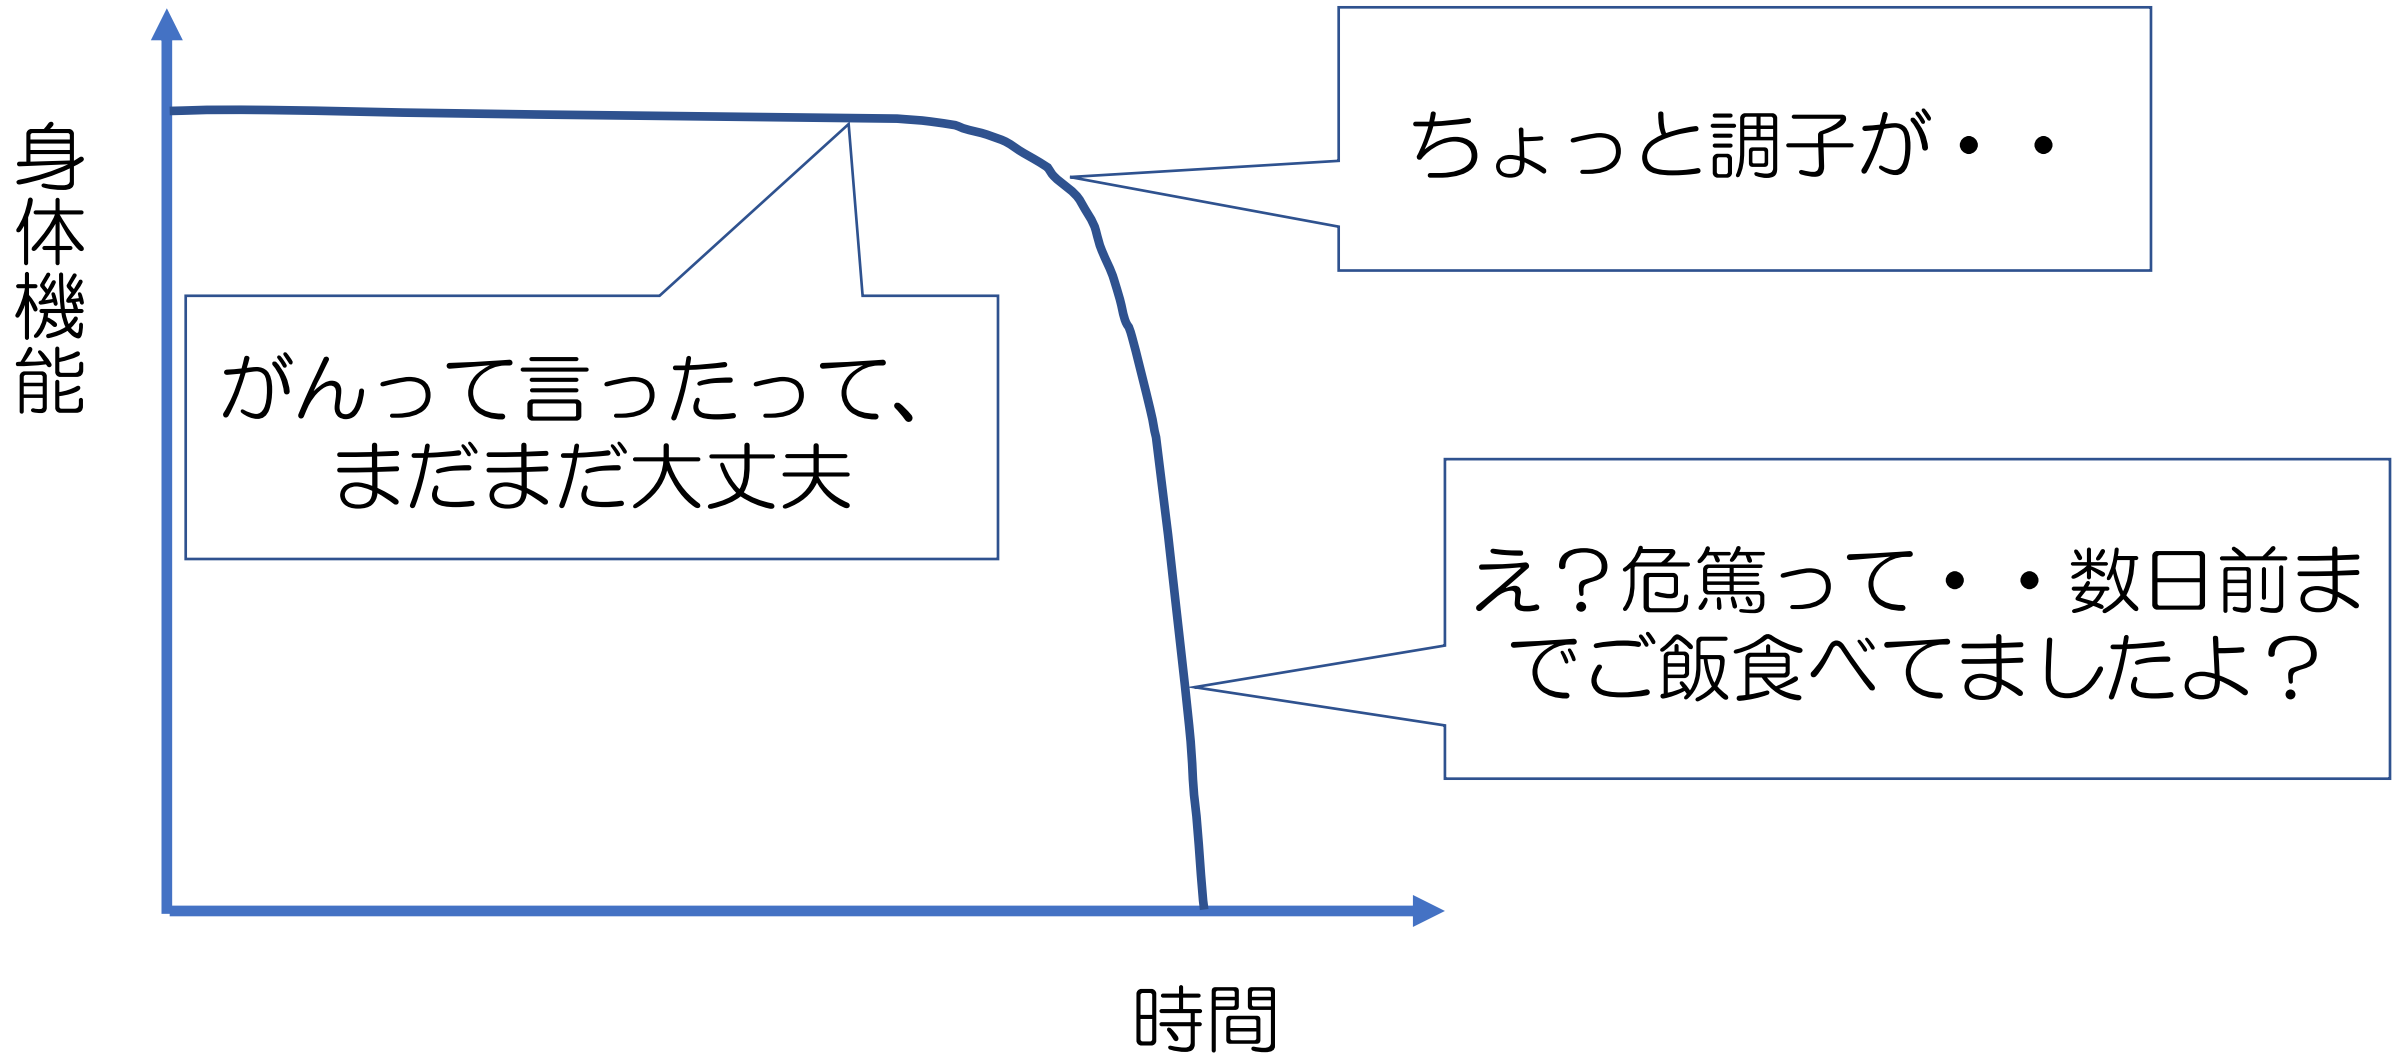 身体機能
ちょっと調子が・・
がんって言ったって、
まだまだ大丈夫
え?危篤って・・数日前ま
でご飯食べてましたよ?
時間